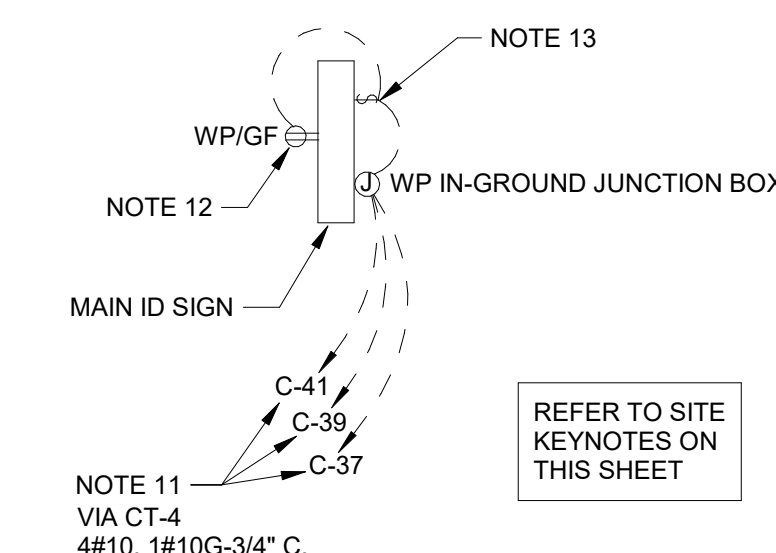 NOTE 13
WP/GF
J WP IN-GROUND JUNCTION BOX
NOTE 12
MAIN ID SIGN
C-41
C-39
C-37
REFER TO SITE
KEYNOTES ON
THIS SHEET
NOTE 11
VIA CT-4
4#10, 1#10G-3/4" C.